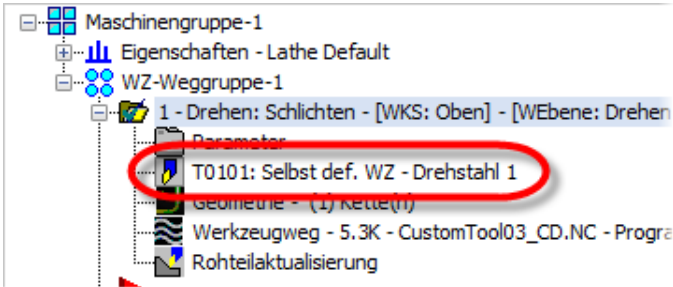 Maschinengruppe-1
Eigenschaften - Lathe Default
WZ-Weggruppe-1
1 - Drehen: Schlichten - [WKS: Oben] - [WEbene: Drehen
Parameter
T0101: Selbst def. WZ - Drehstahl 1
Geometrie - (1) Kette(n)
Werkzeugweg - 5.3K - CustomTool03_CD.NC - Progra
Rohteilaktualisierung